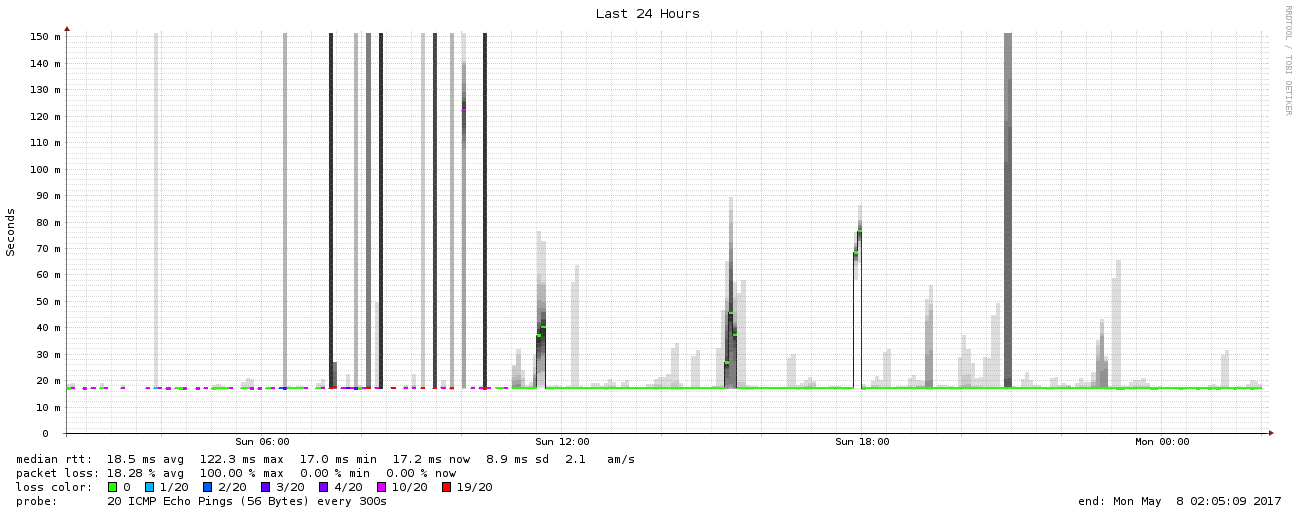 Last 24 Hours
RRDTOOL / TOBI OETIKER
Seconds
150 m
140 m
130 m
120 m
110 m
100 m
90 m
80 m
70 m
60 m
50 m
40 m
30 m
20 m
10 m
0
Sun 06:00 Sun 12:00 Sun 18:00 Mon 00:00
median rtt: 18.5 ms avg 122.3 ms max 17.0 ms min 17.2 ms now 8.9 ms sd 2.1 am/s
packet loss: 18.28 % avg 100.00 % max 0.00 % min 0.00 % now
loss color: 0 1/20 2/20 3/20 4/20 10/20 19/20
probe: 20 ICMP Echo Pings (56 Bytes) every 300s end: Mon May 8 02:05:09 2017